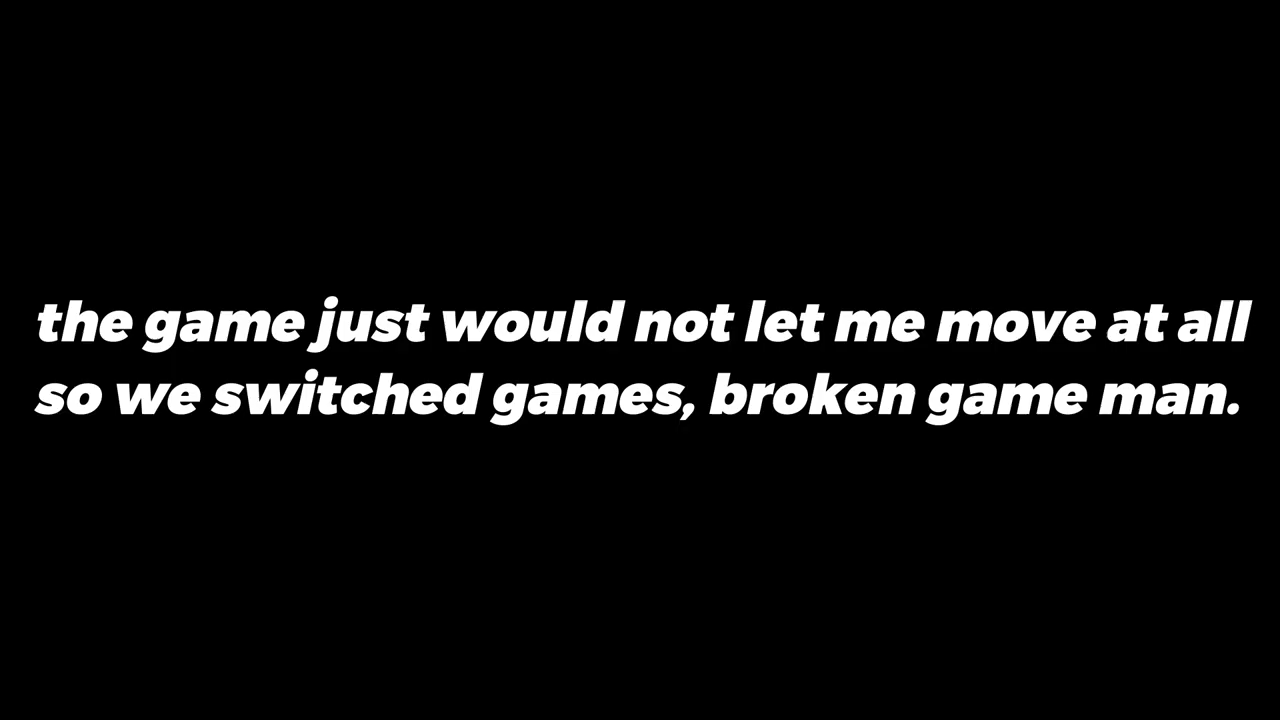 the game just would not let me move at all
so we switched games, broken game man.